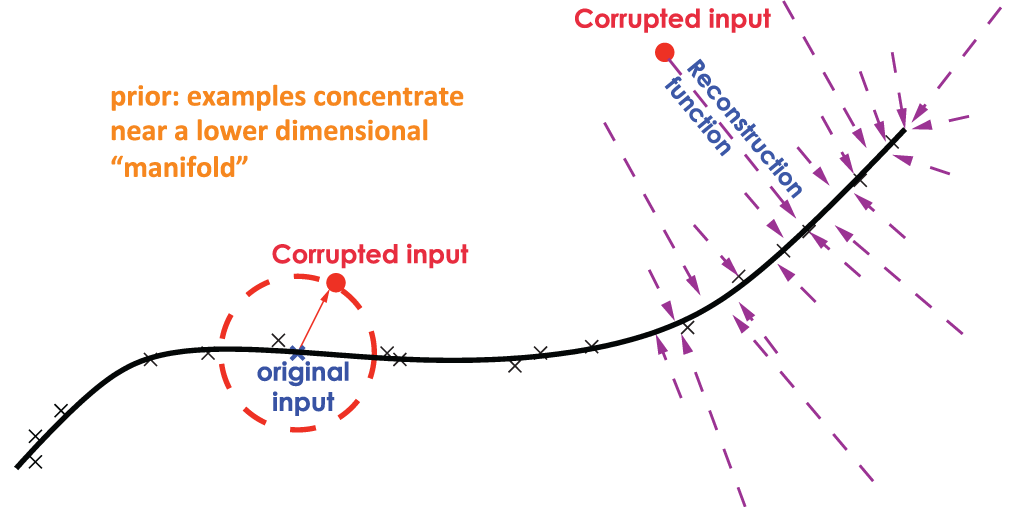 Corrupted input
prior: examples concentrate
near a lower dimensional
“manifold”
Reconstruction
function
Corrupted input
original
input